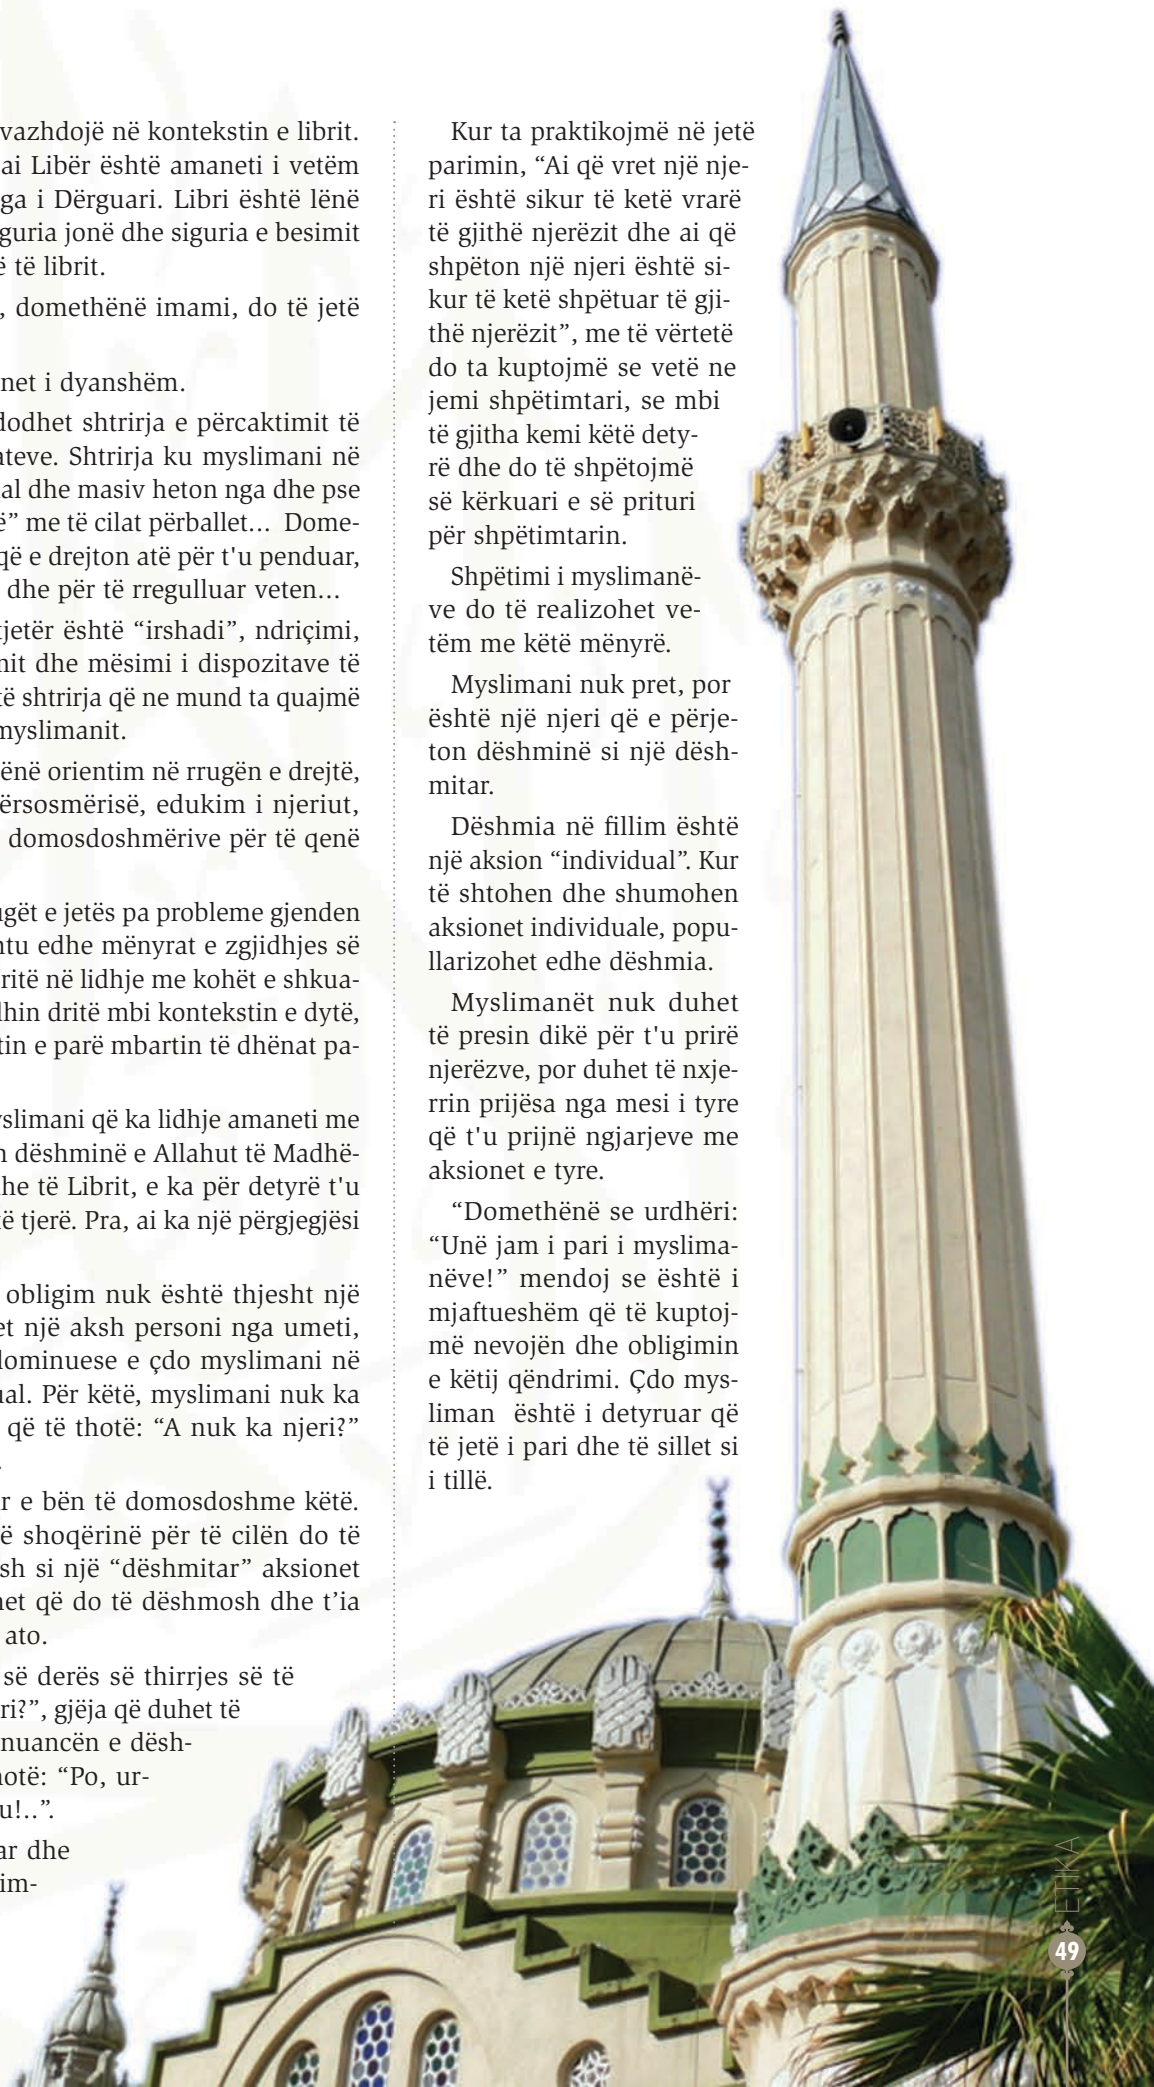 vazhdojë në kontekstin e librit.
ai Libër është amaneti i vetëm
ga i Dërguari. Libri është lënë
guria jonë dhe siguria e besimit
ë të librit.
, domethënë imami, do të jetë
net i dyanshëm.
dodhet shtrirja e përcaktimit të
ateve. Shtrirja ku myslimani në
al dhe masiv heton nga dhe pse
ë” me të cilat përballet... Dome-
që e drejton atë për t'u penduar,
dhe për të rregulluar veten...
tjetër është “irshadi”, ndriçimi,
mit dhe mësimi i dispozitave të
të shtrirja që ne mund ta quajmë
myslimanit.
ënë orientim në rrugën e drejtë,
ërsosmërisë, edukim i njeriut,
domosdoshmërive për të qenë
ugët e jetës pa probleme gjenden
htu edhe mënyrat e zgjidhjes së
ritë në lidhje me kohët e shkua-
dhin dritë mbi kontekstin e dytë,
tin e parë mbartin të dhënat pa-
yslimani që ka lidhje amaneti me
n dëshminë e Allahut të Madhë-
he të Librit, e ka për detyrë t'u
ë tjerë. Pra, ai ka një përgjegjësi
obligim nuk është thjesht një
et një aksh personi nga umeti,
dominuese e çdo myslimani në
ual. Për këtë, myslimani nuk ka
që të thotë: “A nuk ka njeri?”
.
r e bën të domosdoshme këtë.
ë shoqërinë për të cilën do të
sh si një “dëshmitar” aksionet
net që do të dëshmosh dhe t’ia
ato.
së derës së thirrjes së të
ri?”, gjëja që duhet të
nuancën e dësh-
hotë: “Po, ur-
u!..”.
ar dhe
im-
Kur ta praktikojmë në jetë
parimin, “Ai që vret një nje-
ri është sikur të ketë vrarë
të gjithë njerëzit dhe ai që
shpëton një njeri është si-
kur të ketë shpëtuar të gji-
thë njerëzit”, me të vërtetë
do ta kuptojmë se vetë ne
jemi shpëtimtari, se mbi
të gjitha kemi këtë dety-
rë dhe do të shpëtojmë
së kërkuari e së prituri
për shpëtimtarin.
Shpëtimi i myslimanë-
ve do të realizohet ve-
tëm me këtë mënyrë.
Myslimani nuk pret, por
është një njeri që e përje-
ton dëshminë si një dësh-
mitar.
Dëshmia në fillim është
një aksion “individual”. Kur
të shtohen dhe shumohen
aksionet individuale, popu-
llarizohet edhe dëshmia.
Myslimanët nuk duhet
të presin dikë për t'u prirë
njerëzve, por duhet të nxje-
rrin prijësa nga mesi i tyre
që t'u prijnë ngjarjeve me
aksionet e tyre.
“Domethënë se urdhëri:
“Unë jam i pari i myslima-
nëve!” mendoj se është i
mjaftueshëm që të kuptoj-
më nevojën dhe obligimin
e këtij qëndrimi. Çdo mys-
liman është i detyruar që
të jetë i pari dhe të sillet si
i tillë.
ETIKA
49